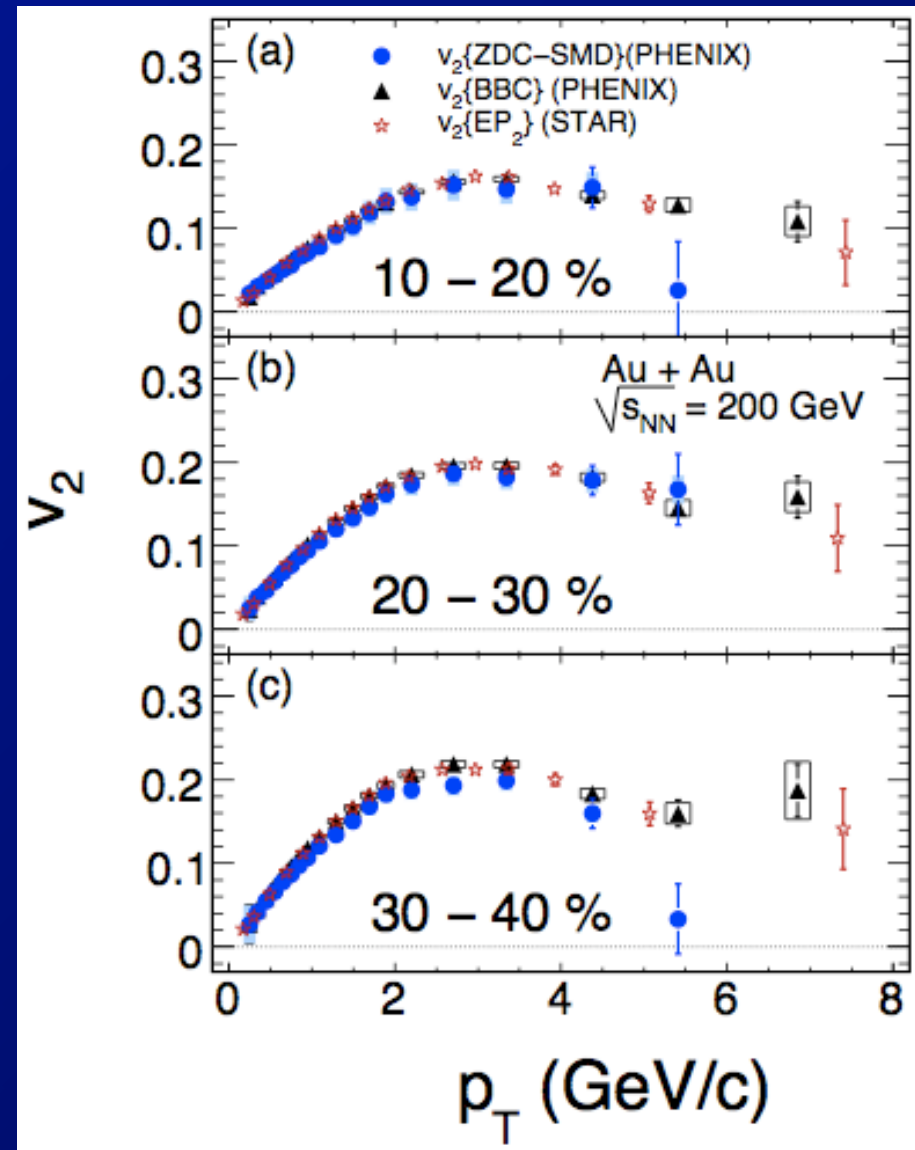 (a)
v₂{ZDC−SMD}(PHENIX)
v₂{BBC} (PHENIX)
v₂{EP₂} (STAR)
0.3
0.2
0.1
0
10 – 20 %
(b)
Au + Au
√s_NN = 200 GeV
0.3
0.2
0.1
0
20 – 30 %
v₂
(c)
0.3
0.2
0.1
0
30 – 40 %
0 2 4 6 8
p_T (GeV/c)